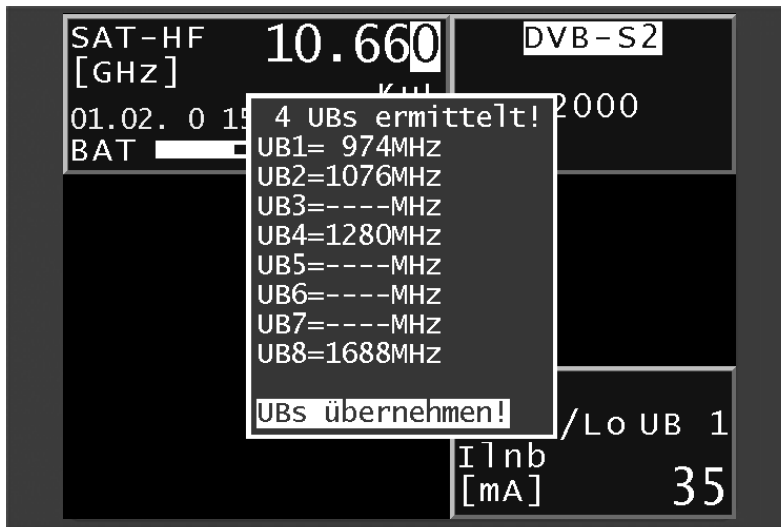 SAT-HF 10.660
[GHz]
01.02. 0 15
BAT
DVB-S2
2000
4 UBs ermittelt!
UB1= 974MHz
UB2=1076MHz
UB3=----MHz
UB4=1280MHz
UB5=----MHz
UB6=----MHz
UB7=----MHz
UB8=1688MHz
UBs übernehmen!
/Lo UB 1
Ilnb
[mA] 35